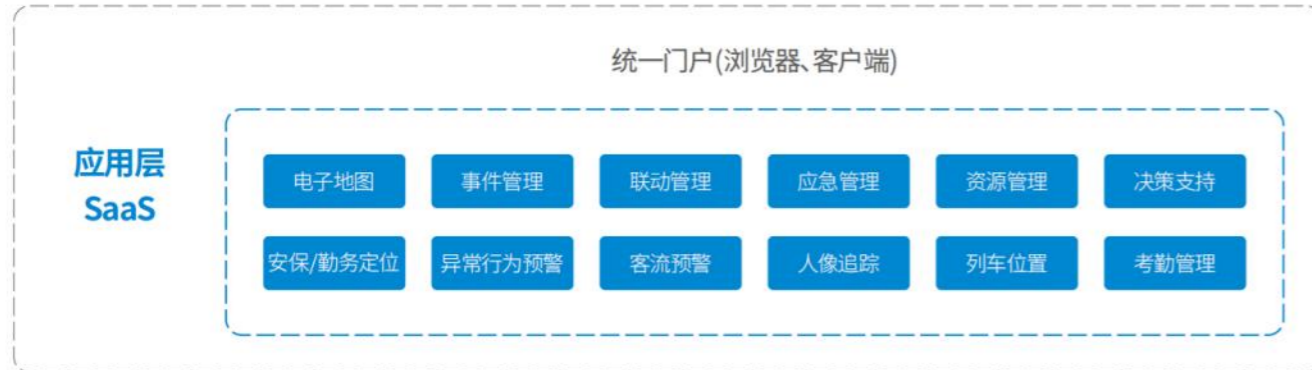 统一门户(浏览器、客户端)
应用层
SaaS
电子地图 事件管理 联动管理 应急管理 资源管理 决策支持
安保/勤务定位 异常行为预警 客流预警 人像追踪 列车位置 考勤管理